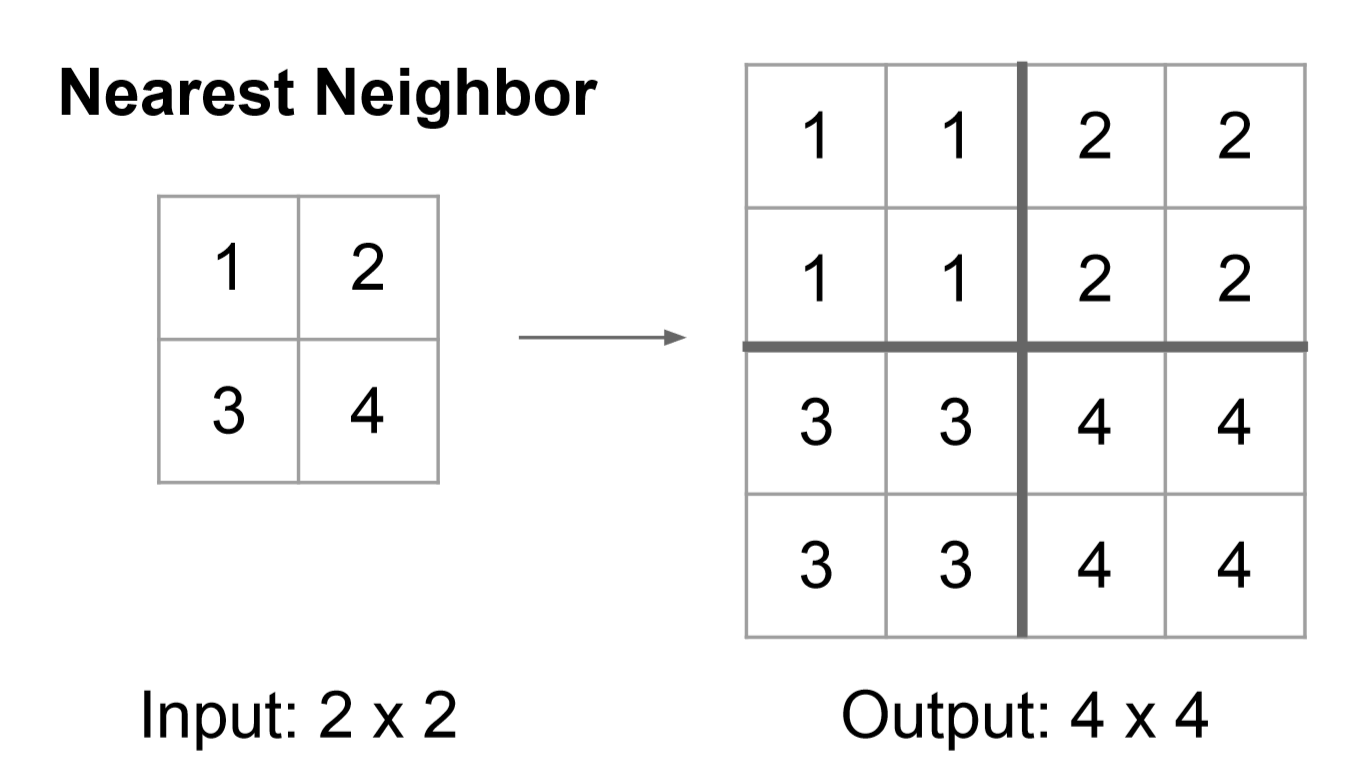 Nearest Neighbor
1 2
3 4
1 1 2 2
1 1 2 2
3 3 4 4
3 3 4 4
Input: 2 x 2
Output: 4 x 4